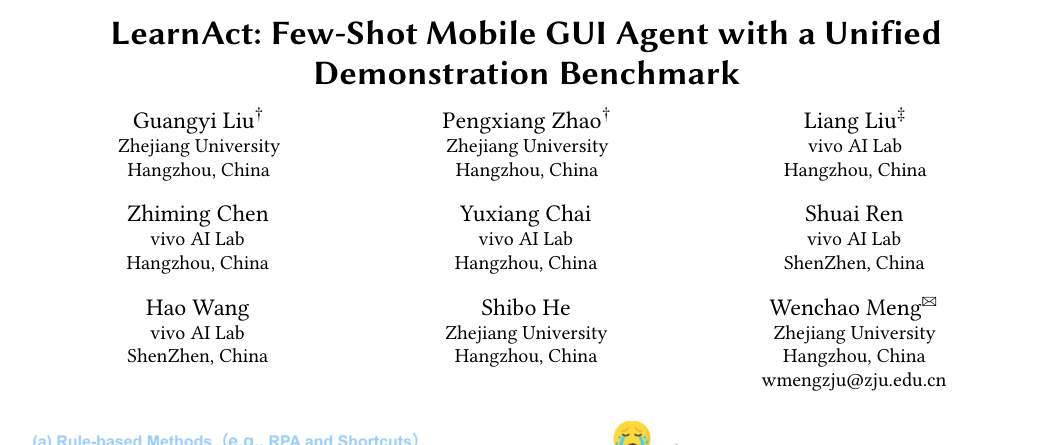 LearnAct: Few-Shot Mobile GUI Agent with a Unified
Demonstration Benchmark
Guangyi Liu†
Zhejiang University
Hangzhou, China
Pengxiang Zhao†
Zhejiang University
Hangzhou, China
Liang Liu‡
vivo AI Lab
Hangzhou, China
Zhiming Chen
vivo AI Lab
Hangzhou, China
Yuxiang Chai
vivo AI Lab
Hangzhou, China
Shuai Ren
vivo AI Lab
ShenZhen, China
Hao Wang
vivo AI Lab
ShenZhen, China
Shibo He
Zhejiang University
Hangzhou, China
Wenchao Meng✉
Zhejiang University
Hangzhou, China
wmengzju@zju.edu.cn
(a) Rule-based Methods（e.g., RPA and Shortcuts）